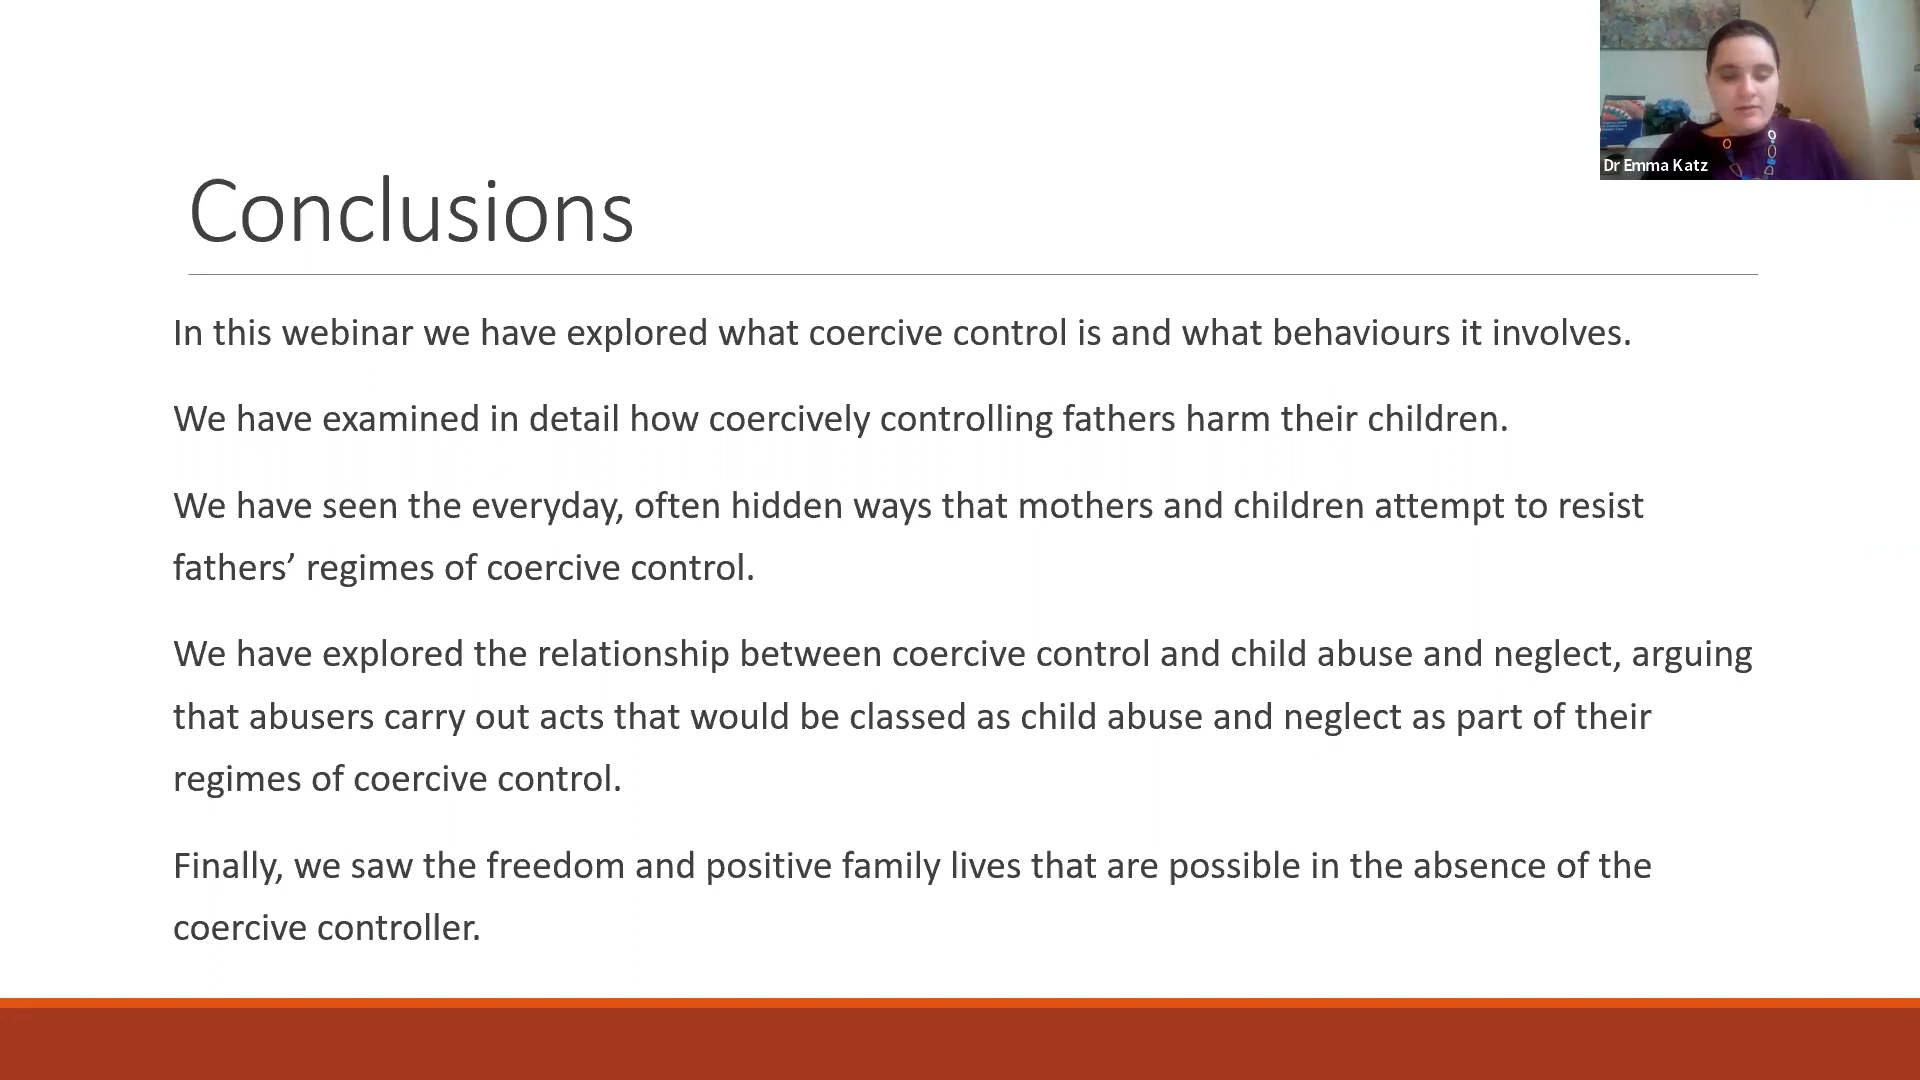 Dr Emma Katz
Conclusions
In this webinar we have explored what coercive control is and what behaviours it involves.
We have examined in detail how coercively controlling fathers harm their children.
We have seen the everyday, often hidden ways that mothers and children attempt to resist
fathers’ regimes of coercive control.
We have explored the relationship between coercive control and child abuse and neglect, arguing
that abusers carry out acts that would be classed as child abuse and neglect as part of their
regimes of coercive control.
Finally, we saw the freedom and positive family lives that are possible in the absence of the
coercive controller.